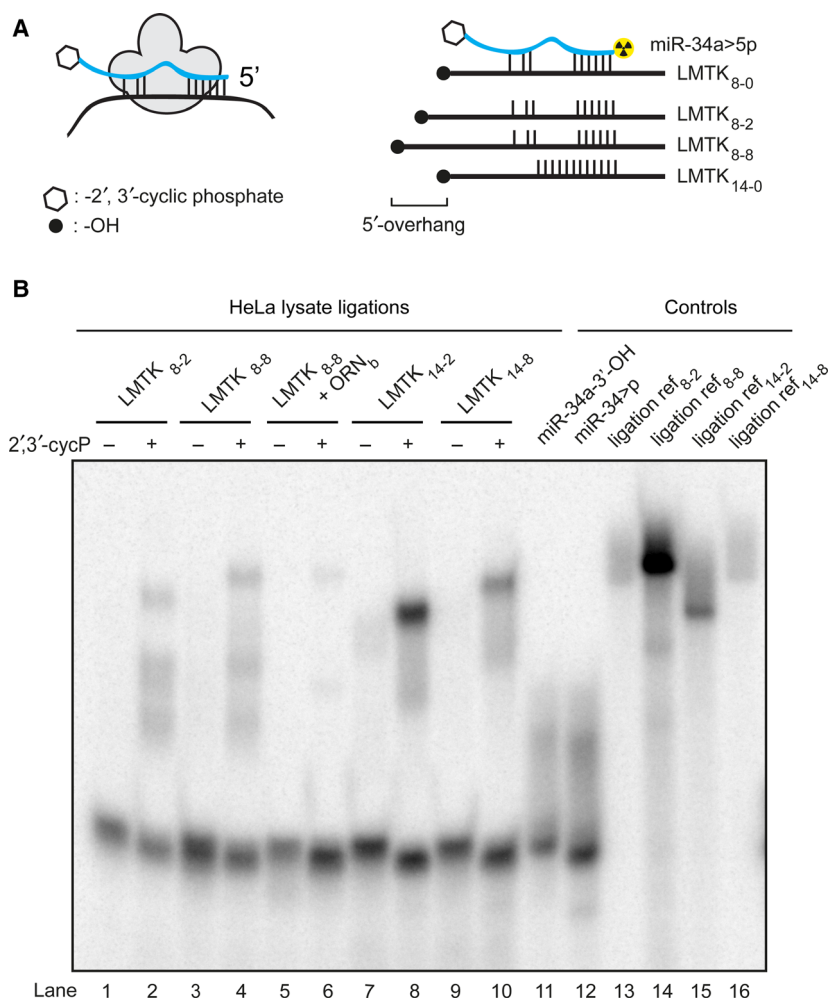 A
5′
⬡ : -2′, 3′-cyclic phosphate
● : -OH
miR-34a>5p
LMTK8-0
LMTK8-2
LMTK8-8
LMTK14-0
5′-overhang
B
HeLa lysate ligations
Controls
LMTK 8-2
LMTK 8-8
LMTK 8-8
+ ORNb
LMTK 14-2
LMTK 14-8
miR-34a-3′-OH
miR-34>p
ligation ref8-2
ligation ref8-8
ligation ref14-2
ligation ref14-8
2′,3′-cycP – + – + – + – + – +
Lane 1 2 3 4 5 6 7 8 9 10 11 12 13 14 15 16